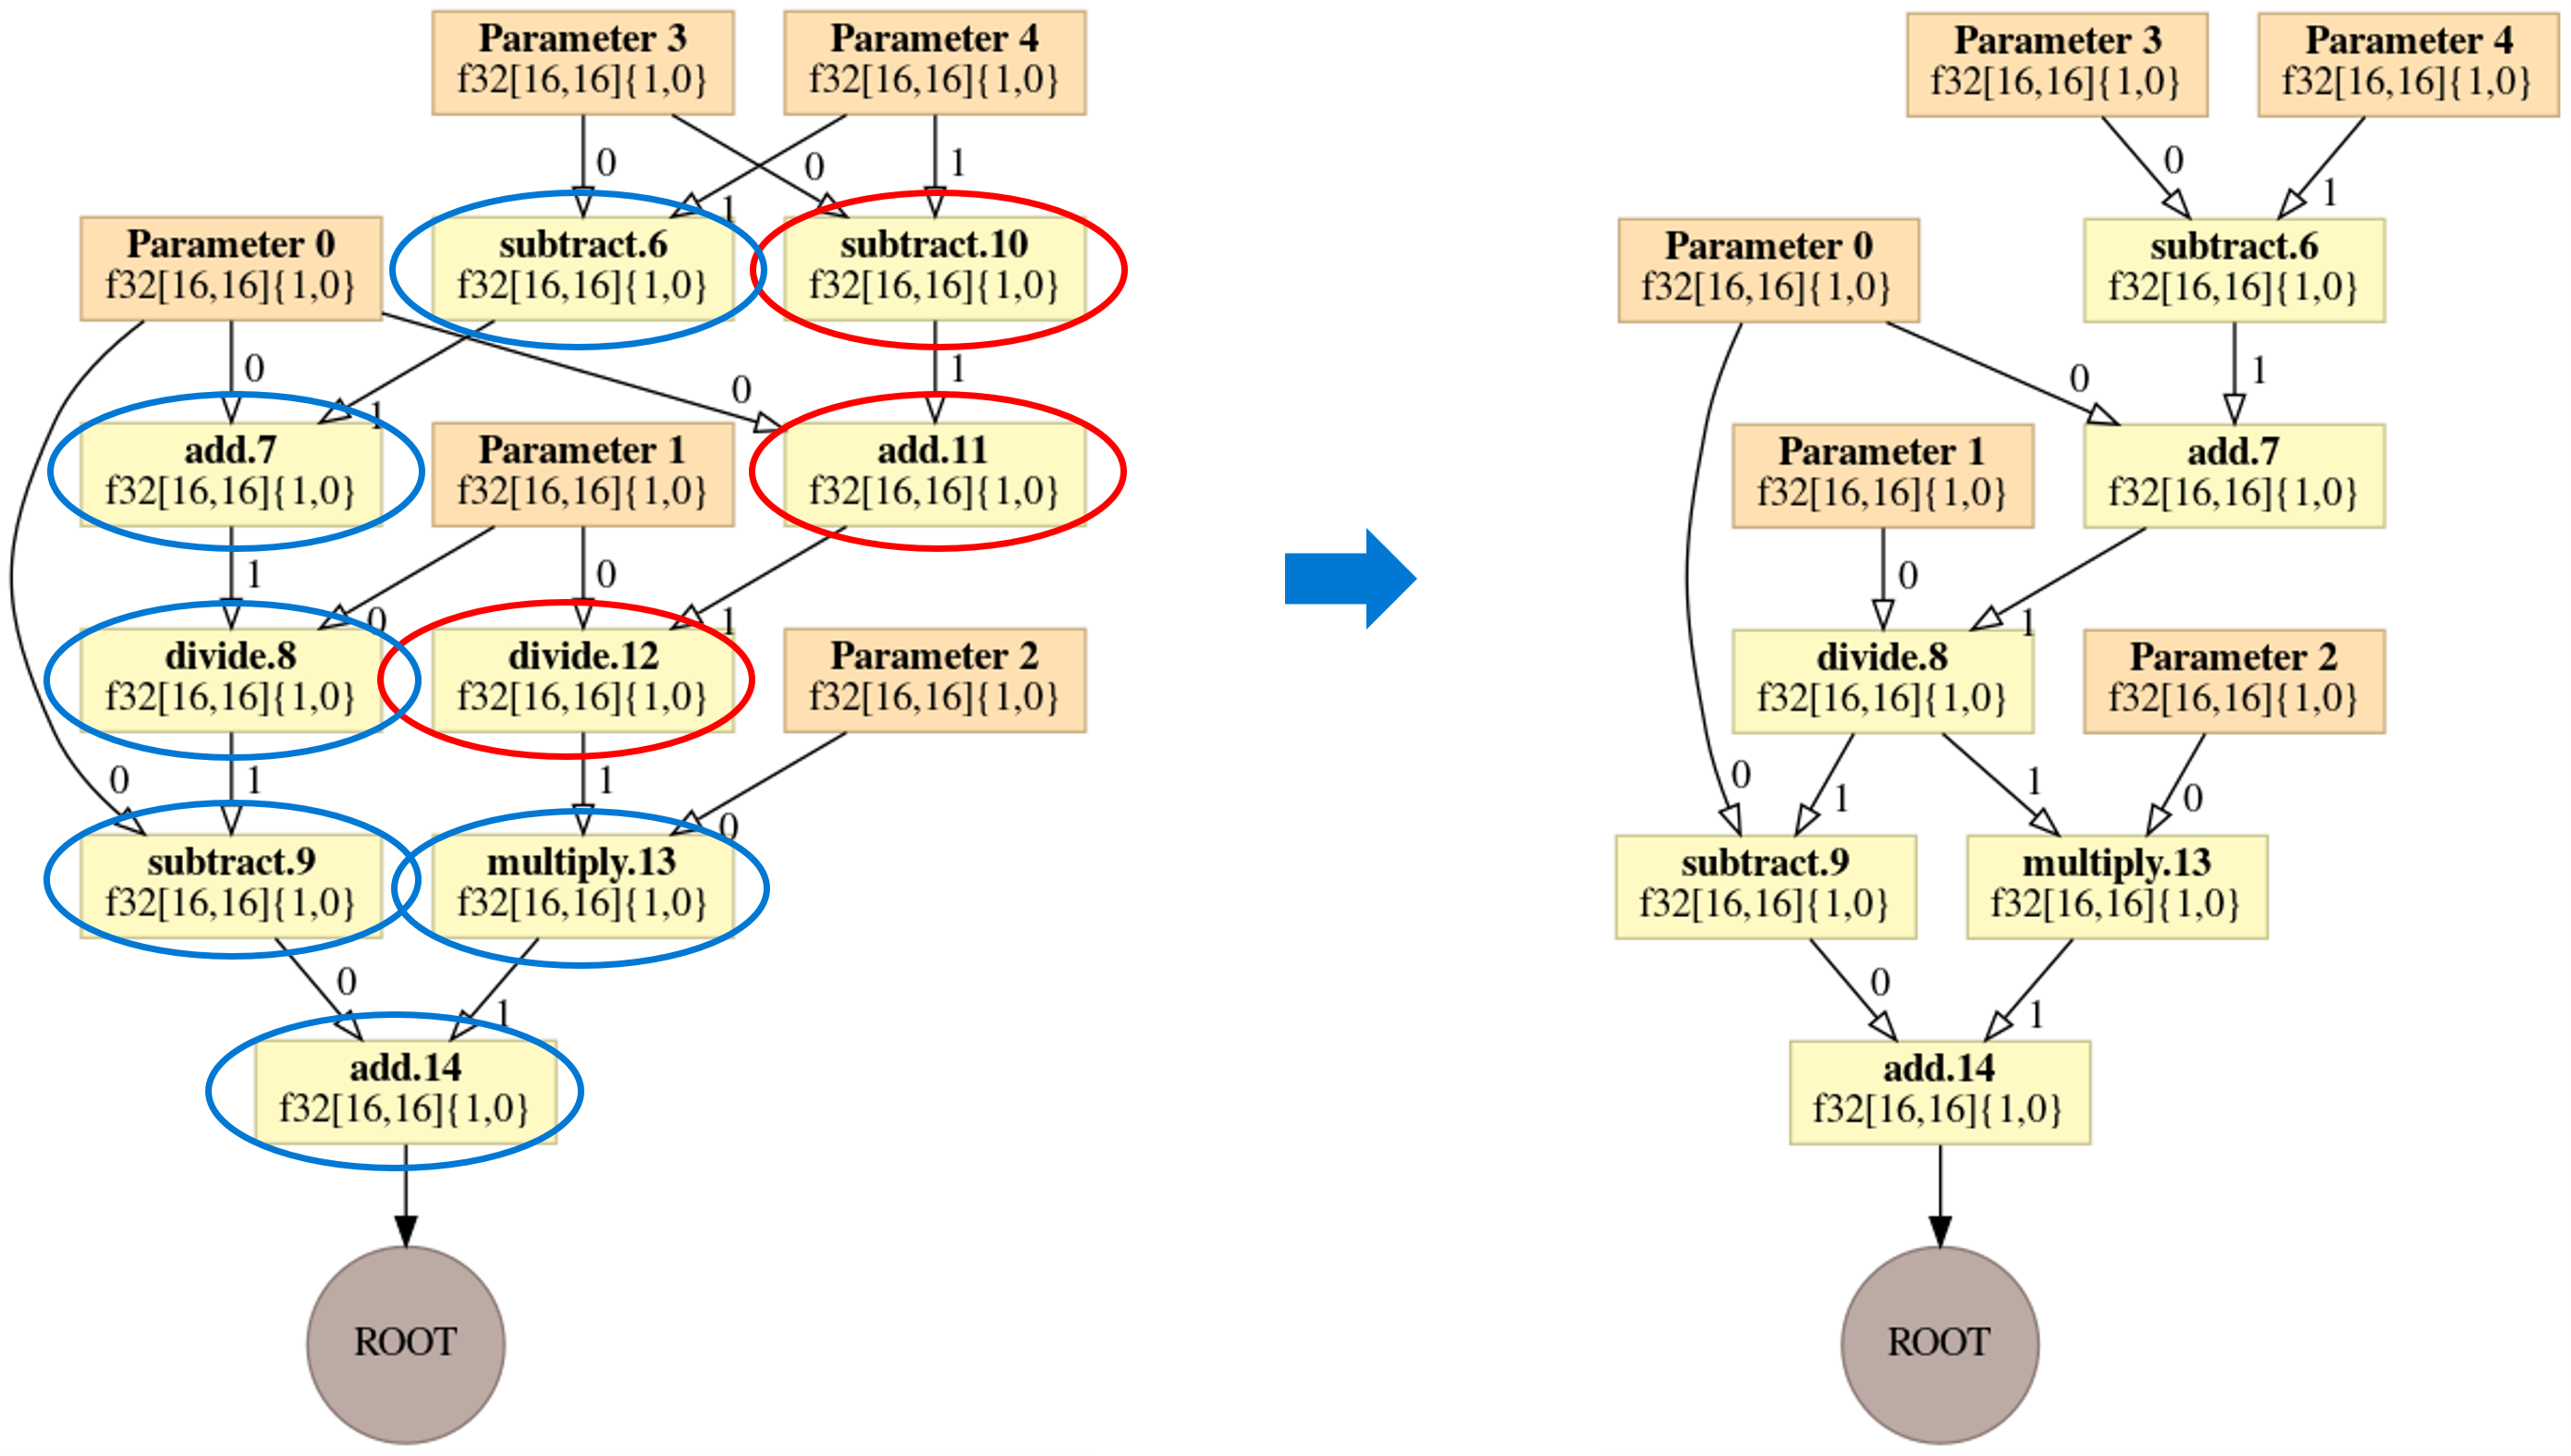 Parameter 3
f32[16,16]{1,0}
Parameter 4
f32[16,16]{1,0}
0
0
1
1
Parameter 0
f32[16,16]{1,0}
subtract.6
f32[16,16]{1,0}
subtract.10
f32[16,16]{1,0}
0
1
0
1
add.7
f32[16,16]{1,0}
Parameter 1
f32[16,16]{1,0}
add.11
f32[16,16]{1,0}
1
0
0
1
divide.8
f32[16,16]{1,0}
divide.12
f32[16,16]{1,0}
Parameter 2
f32[16,16]{1,0}
0
1
1
0
subtract.9
f32[16,16]{1,0}
multiply.13
f32[16,16]{1,0}
0
1
add.14
f32[16,16]{1,0}
ROOT
Parameter 3
f32[16,16]{1,0}
Parameter 4
f32[16,16]{1,0}
0
1
Parameter 0
f32[16,16]{1,0}
subtract.6
f32[16,16]{1,0}
0
1
Parameter 1
f32[16,16]{1,0}
add.7
f32[16,16]{1,0}
0
1
divide.8
f32[16,16]{1,0}
Parameter 2
f32[16,16]{1,0}
0
1
1
0
subtract.9
f32[16,16]{1,0}
multiply.13
f32[16,16]{1,0}
0
1
add.14
f32[16,16]{1,0}
ROOT